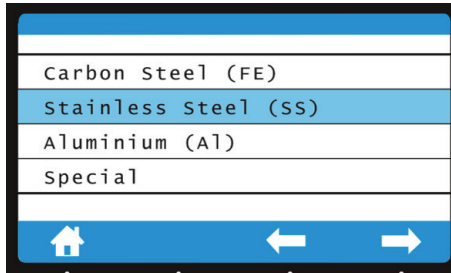 Carbon Steel (FE)
Stainless Steel (SS)
Aluminium (Al)
Special